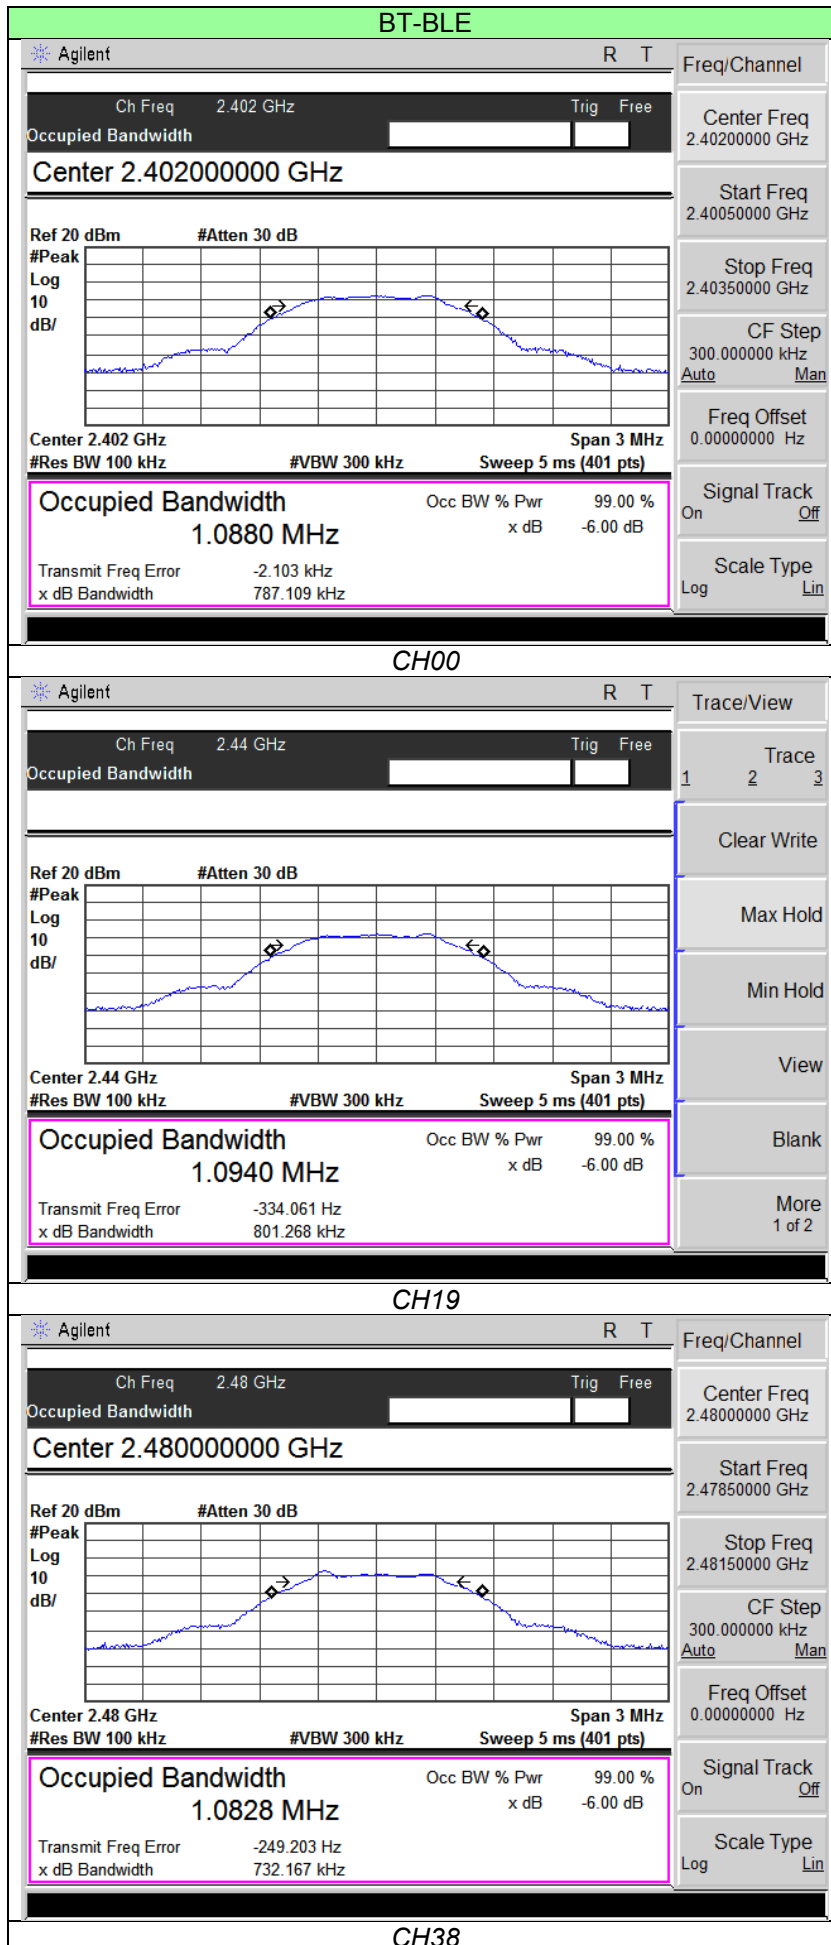 BT-BLE
Agilent R T
Freq/Channel
Ch Freq 2.402 GHz Trig Free
Occupied Bandwidth
Center 2.402000000 GHz
Center Freq
2.40200000 GHz
Start Freq
2.40050000 GHz
Stop Freq
2.40350000 GHz
CF Step
300.000000 kHz
Auto Man
Freq Offset
0.00000000 Hz
Signal Track
On Off
Scale Type
Log Lin
Ref 20 dBm #Atten 30 dB
#Peak
Log
10
dB/
Center 2.402 GHz Span 3 MHz
#Res BW 100 kHz #VBW 300 kHz Sweep 5 ms (401 pts)
Occupied Bandwidth Occ BW % Pwr 99.00 %
1.0880 MHz x dB -6.00 dB
Transmit Freq Error -2.103 kHz
x dB Bandwidth 787.109 kHz
CH00
Agilent R T
Trace/View
Ch Freq 2.44 GHz Trig Free
Occupied Bandwidth
Trace
1 2 3
Clear Write
Max Hold
Min Hold
View
Blank
More
1 of 2
Ref 20 dBm #Atten 30 dB
#Peak
Log
10
dB/
Center 2.44 GHz Span 3 MHz
#Res BW 100 kHz #VBW 300 kHz Sweep 5 ms (401 pts)
Occupied Bandwidth Occ BW % Pwr 99.00 %
1.0940 MHz x dB -6.00 dB
Transmit Freq Error -334.061 Hz
x dB Bandwidth 801.268 kHz
CH19
Agilent R T
Freq/Channel
Ch Freq 2.48 GHz Trig Free
Occupied Bandwidth
Center 2.480000000 GHz
Center Freq
2.48000000 GHz
Start Freq
2.47850000 GHz
Stop Freq
2.48150000 GHz
CF Step
300.000000 kHz
Auto Man
Freq Offset
0.00000000 Hz
Signal Track
On Off
Scale Type
Log Lin
Ref 20 dBm #Atten 30 dB
#Peak
Log
10
dB/
Center 2.48 GHz Span 3 MHz
#Res BW 100 kHz #VBW 300 kHz Sweep 5 ms (401 pts)
Occupied Bandwidth Occ BW % Pwr 99.00 %
1.0828 MHz x dB -6.00 dB
Transmit Freq Error -249.203 Hz
x dB Bandwidth 732.167 kHz
CH38